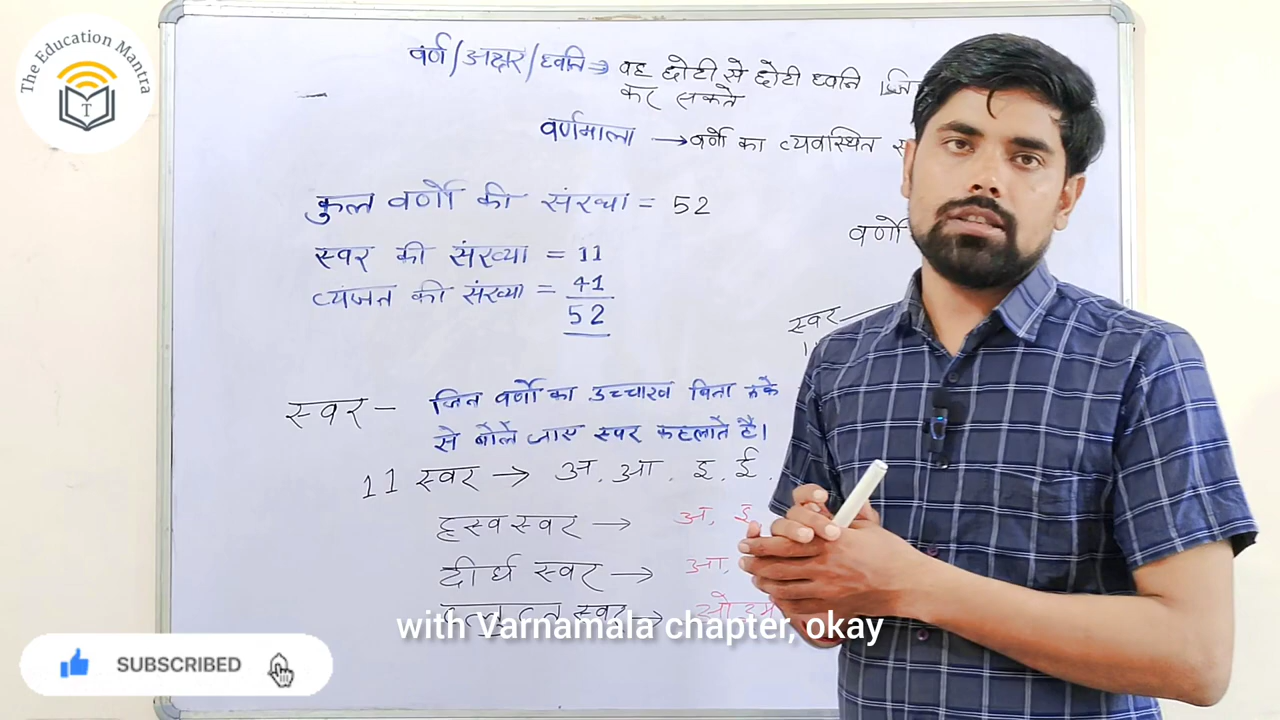 The Education Mantra
T
वर्ण/अक्षर/ध्वनि⇒ वह छोटी से छोटी ध्वनि
कर सकते
वर्णमाला →वर्णो का व्यवस्थित
कुल वर्णो की संख्या = 52
वर्णो
स्वर की संख्या = 11
व्यंजन की संख्या = 41
52
स्वर
स्वर – जिन वर्णो का उच्चारण बिना रुके
से बोलें जाए स्वर कहलाते है।
11 स्वर → अ. आ. इ. ई.
ह्रस्व स्वर → अ. इ
दीर्घ स्वर → आ.
स्वर →
with Varnamala chapter, okay
SUBSCRIBED